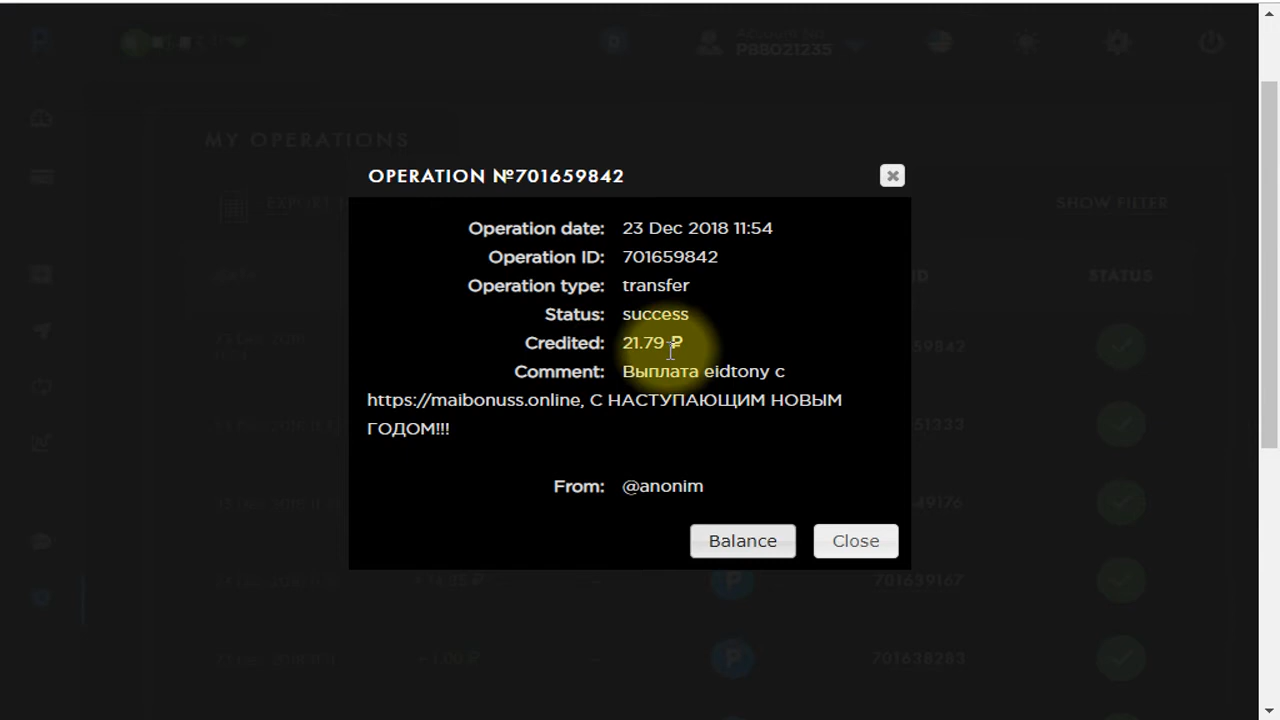 P88021235
MY OPERATIONS
SHOW FILTER
OPERATION №701659842
Operation date: 23 Dec 2018 11:54
Operation ID: 701659842
Operation type: transfer
Status: success
Credited: 21.79 ₽
Comment: Выплата eidtony с
https://maibonuss.online, С НАСТУПАЮЩИМ НОВЫМ
ГОДОМ!!!
From: @anonim
Balance Close
STATUS
701639167
701638283